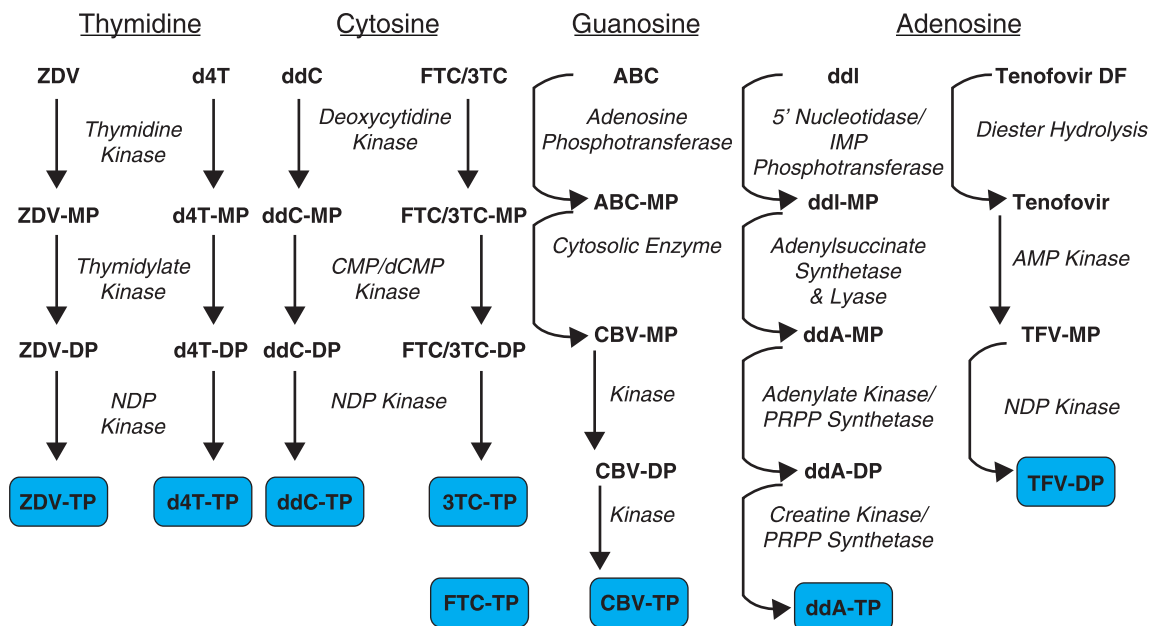 Thymidine
Cytosine
Guanosine
Adenosine
ZDV
d4T
ddC
FTC/3TC
ABC
ddI
Tenofovir DF
Thymidine
Kinase
Deoxycytidine
Kinase
Adenosine
Phosphotransferase
5' Nucleotidase/
IMP
Phosphotransferase
Diester Hydrolysis
ZDV-MP
d4T-MP
ddC-MP
FTC/3TC-MP
ABC-MP
ddI-MP
Tenofovir
Thymidylate
Kinase
CMP/dCMP
Kinase
Cytosolic Enzyme
Adenylsuccinate
Synthetase
& Lyase
AMP Kinase
ZDV-DP
d4T-DP
ddC-DP
FTC/3TC-DP
CBV-MP
ddA-MP
TFV-MP
NDP
Kinase
NDP Kinase
Kinase
Adenylate Kinase/
PRPP Synthetase
NDP Kinase
ZDV-TP
d4T-TP
ddC-TP
3TC-TP
CBV-DP
ddA-DP
TFV-DP
Kinase
Creatine Kinase/
PRPP Synthetase
FTC-TP
CBV-TP
ddA-TP